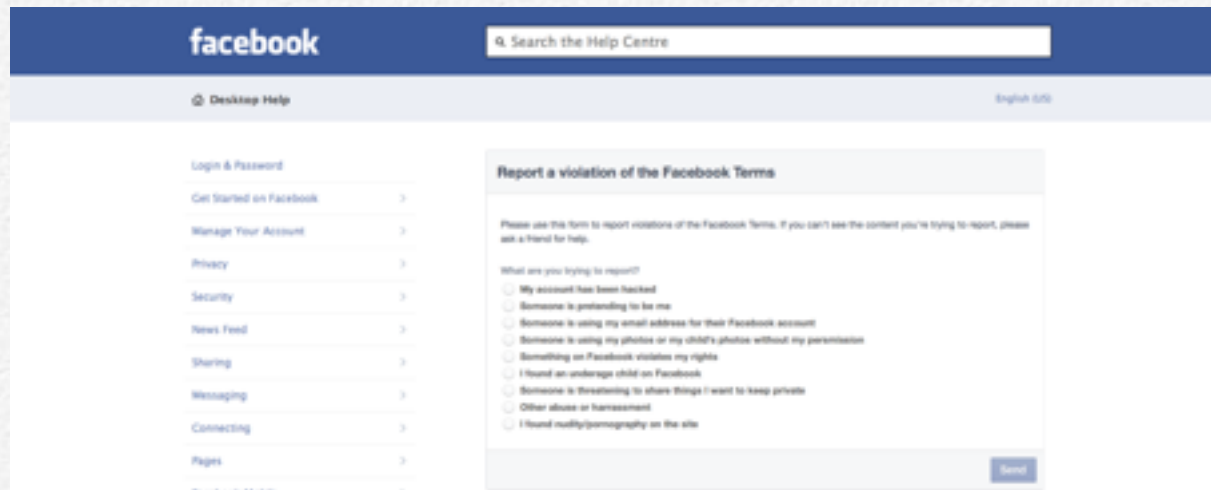 facebook
Search the Help Centre
Desktop Help
English (US)
Login & Password
Get Started on Facebook
Manage Your Account
Privacy
Security
News Feed
Sharing
Messaging
Connecting
Pages
Report a violation of the Facebook Terms
Please use this form to report violations of the Facebook Terms. If you can't see the content you're trying to report, please
ask a friend for help.
What are you trying to report?
My account has been hacked
Someone is pretending to be me
Someone is using my email address for their Facebook account
Someone is using my photos or my child's photos without my permission
Something on Facebook violates my rights
I found an underage child on Facebook
Someone is threatening to share things I want to keep private
Other abuse or harrassment
I found nudity/pornography on the site
Send